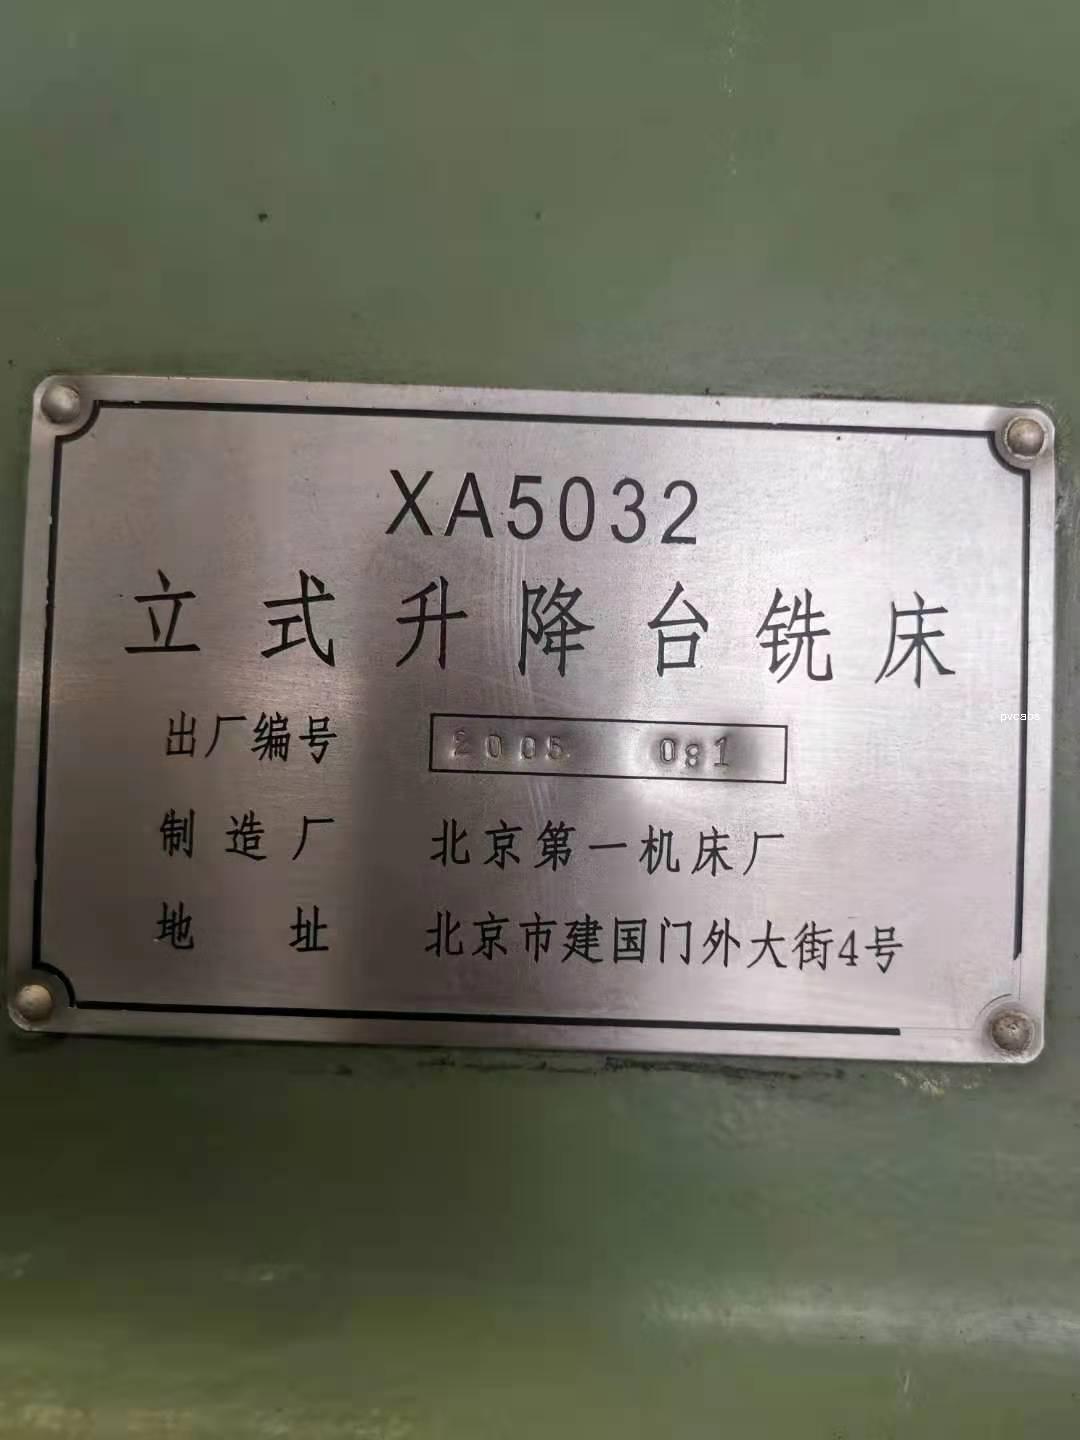 XA5032
立式升降台铣床
出厂编号 2005 081
制造厂 北京第一机床厂
地址 北京市建国门外大街4号
pvcabs